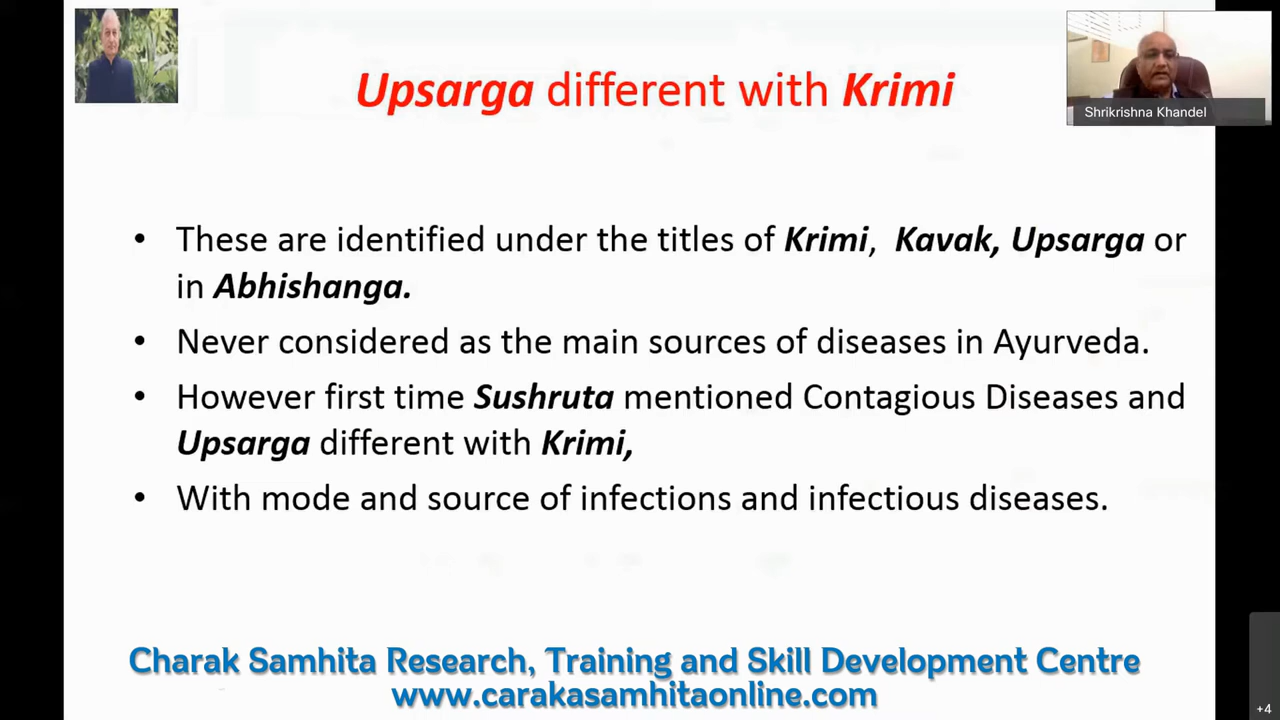 Upsarga different with Krimi
Shrikrishna Khandel
• These are identified under the titles of Krimi, Kavak, Upsarga or
in Abhishanga.
• Never considered as the main sources of diseases in Ayurveda.
• However first time Sushruta mentioned Contagious Diseases and
Upsarga different with Krimi,
• With mode and source of infections and infectious diseases.
Charak Samhita Research, Training and Skill Development Centre
www.carakasamhitaonline.com
+4